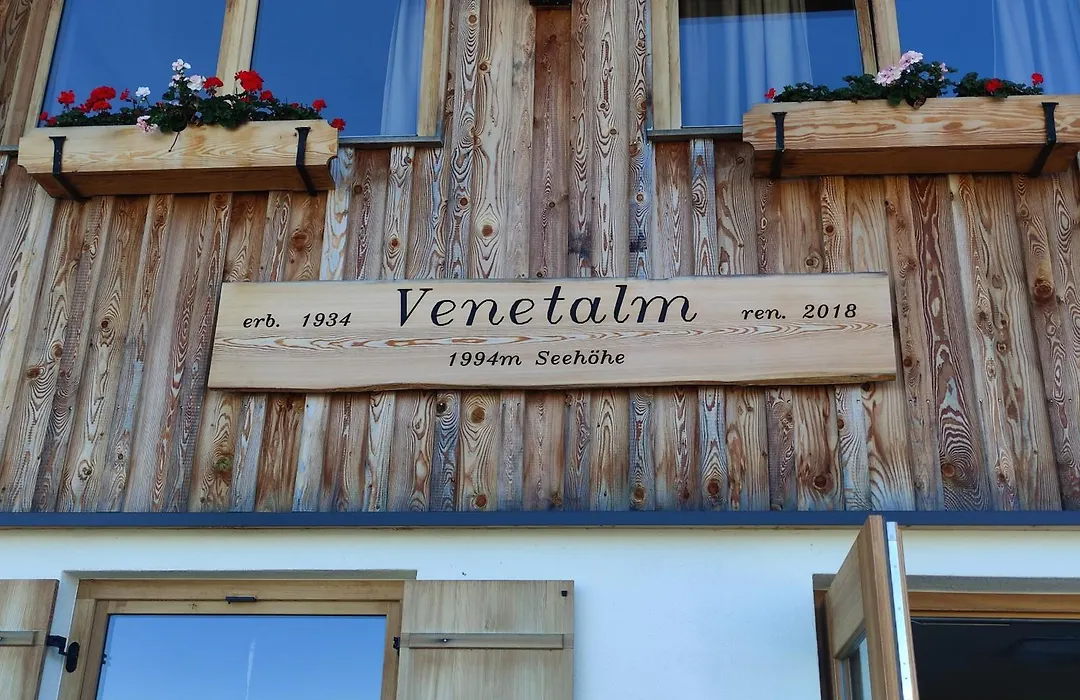 erb. 1934 Venetalm ren. 2018
1994m Seehöhe